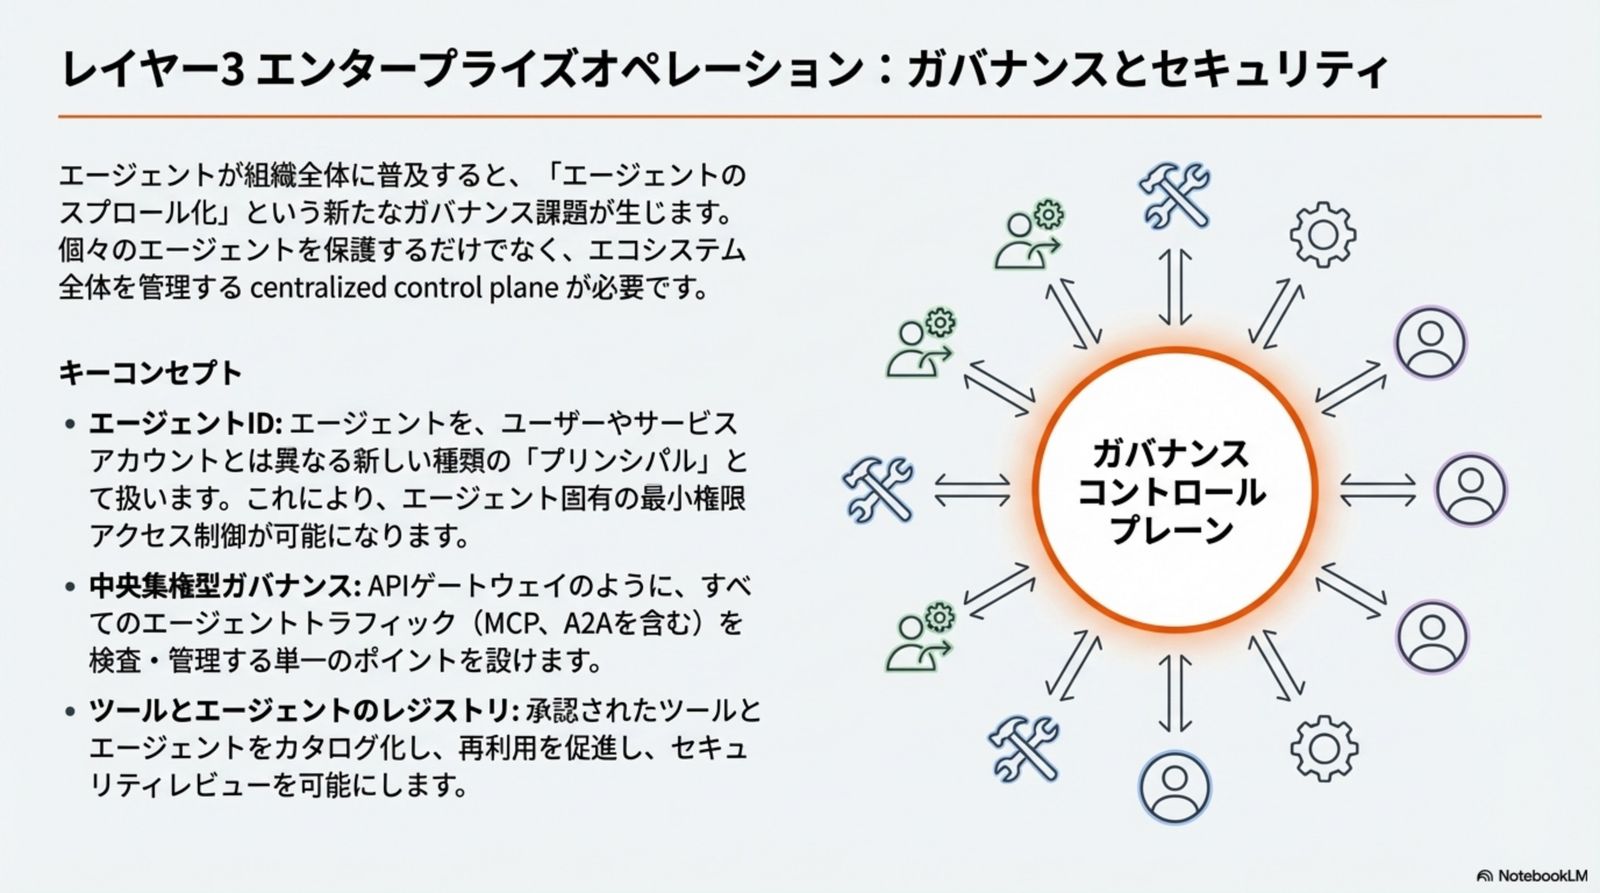 レイヤー3 エンタープライズオペレーション：ガバナンスとセキュリティ
エージェントが組織全体に普及すると、「エージェントの
スプロール化」という新たなガバナンス課題が生じます。
個々のエージェントを保護するだけでなく、エコシステム
全体を管理する centralized control plane が必要です。
キーコンセプト
• エージェントID: エージェントを、ユーザーやサービス
アカウントとは異なる新しい種類の「プリンシパル」と
て扱います。これにより、エージェント固有の最小権限
アクセス制御が可能になります。
• 中央集権型ガバナンス: APIゲートウェイのように、すべ
てのエージェントトラフィック（MCP、A2Aを含む）を
検査・管理する単一のポイントを設けます。
• ツールとエージェントのレジストリ: 承認されたツールと
エージェントをカタログ化し、再利用を促進し、セキュ
リティレビューを可能にします。
ガバナンス
コントロール
プレーン
NotebookLM